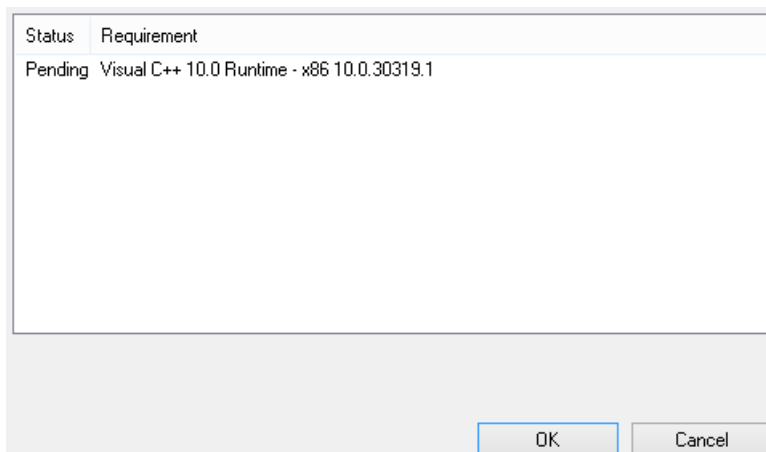 Status Requirement
Pending Visual C++ 10.0 Runtime - x86 10.0.30319.1
OK Cancel